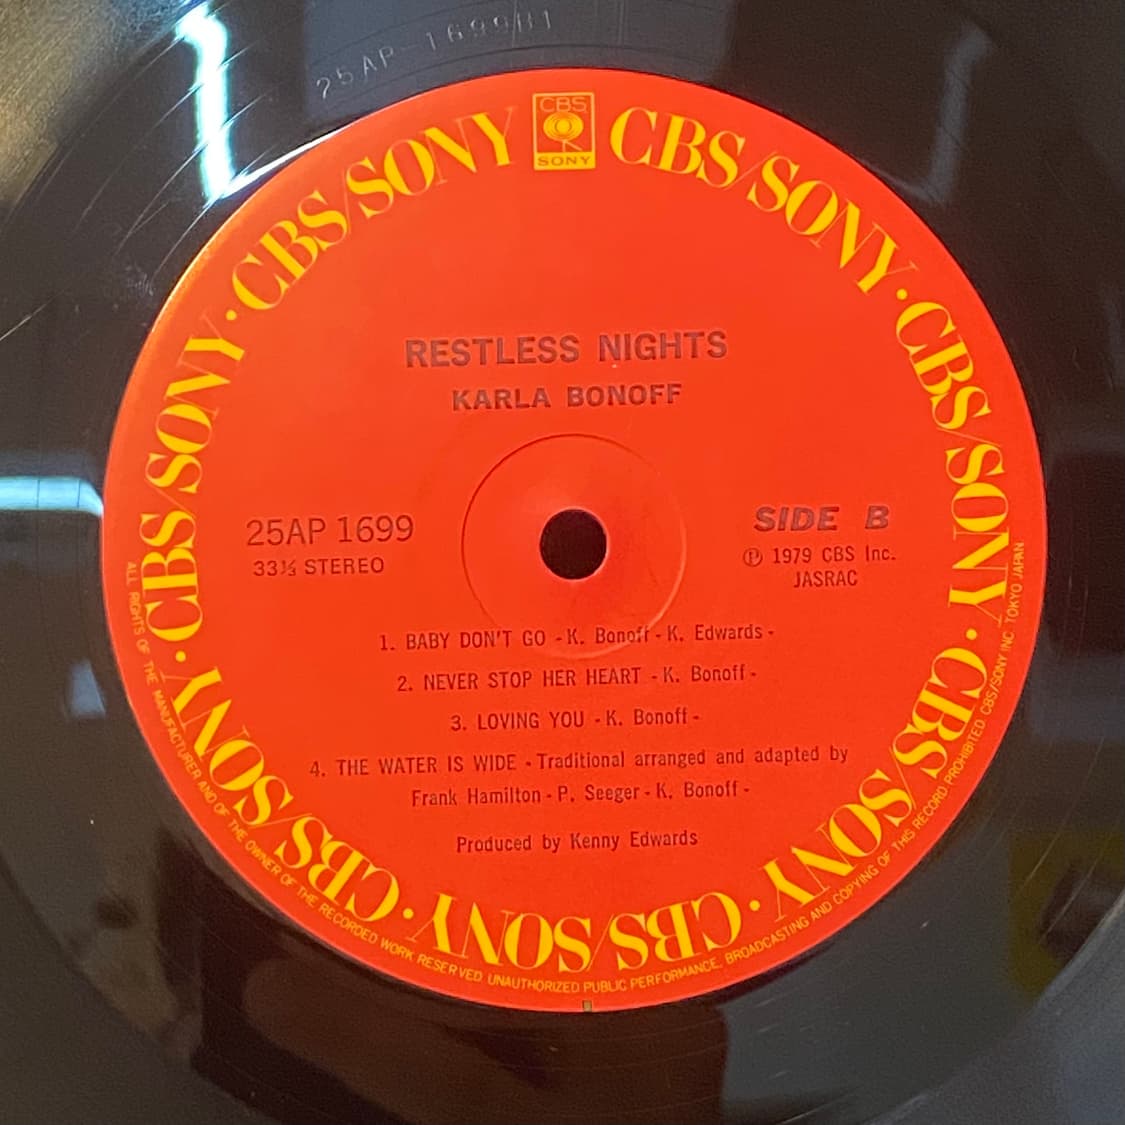 25AP-1699B1
CBS
SONY
CBS/SONY · CBS/SONY · CBS/SONY · CBS/SONY · CBS/SONY · CBS/SONY · CBS/SONY · CBS/SONY
RESTLESS NIGHTS
KARLA BONOFF
25AP 1699
33⅓ STEREO
SIDE B
Ⓟ 1979 CBS Inc.
JASRAC
1. BABY DON'T GO - K. Bonoff - K. Edwards -
2. NEVER STOP HER HEART - K. Bonoff -
3. LOVING YOU - K. Bonoff -
4. THE WATER IS WIDE - Traditional arranged and adapted by
Frank Hamilton - P. Seeger - K. Bonoff -
Produced by Kenny Edwards
ALL RIGHTS OF THE MANUFACTURER AND OF THE OWNER OF THE RECORDED WORK RESERVED. UNAUTHORIZED PUBLIC PERFORMANCE, BROADCASTING AND COPYING OF THIS RECORD PROHIBITED. CBS/SONY INC. TOKYO JAPAN